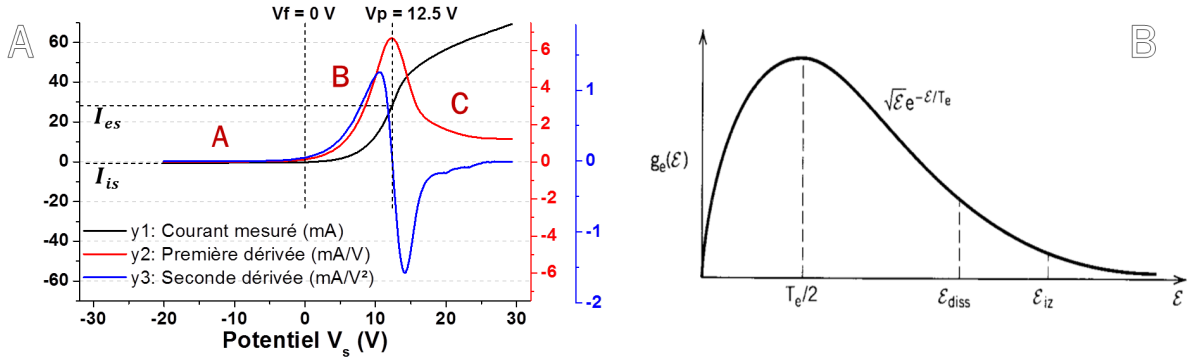 A
Vf = 0 V
Vp = 12.5 V
60
40
20
0
-20
-40
-60
I_es
I_is
A
B
C
y1: Courant mesuré (mA)
y2: Première dérivée (mA/V)
y3: Seconde dérivée (mA/V²)
-30
-20
-10
0
10
20
30
Potentiel V_s (V)
6
4
2
0
-2
-4
-6
1
0
-1
-2
B
√ℰe^{-ℰ/T_e}
g_e(ℰ)
T_e/2
ℰ_diss
ℰ_iz
ℰ